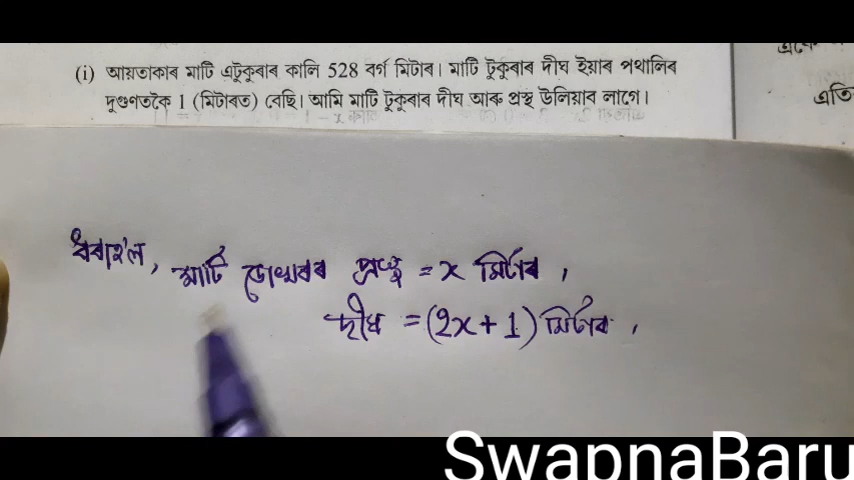 (i) আয়তাকাৰ মাটি এটুকুৰাৰ কালি 528 বৰ্গ মিটাৰ। মাটি টুকুৰাৰ দীঘ ইয়াৰ পথালিৰ
দুগুণতকৈ 1 (মিটাৰত) বেছি। আমি মাটি টুকুৰাৰ দীঘ আৰু প্ৰস্থ উলিয়াব লাগে।
এতি
ধৰাহ'ল, মাটি ডোখৰৰ প্ৰস্থ = x মিটাৰ,
দীঘ = (2x + 1) মিটাৰ,
SwapnaBaru